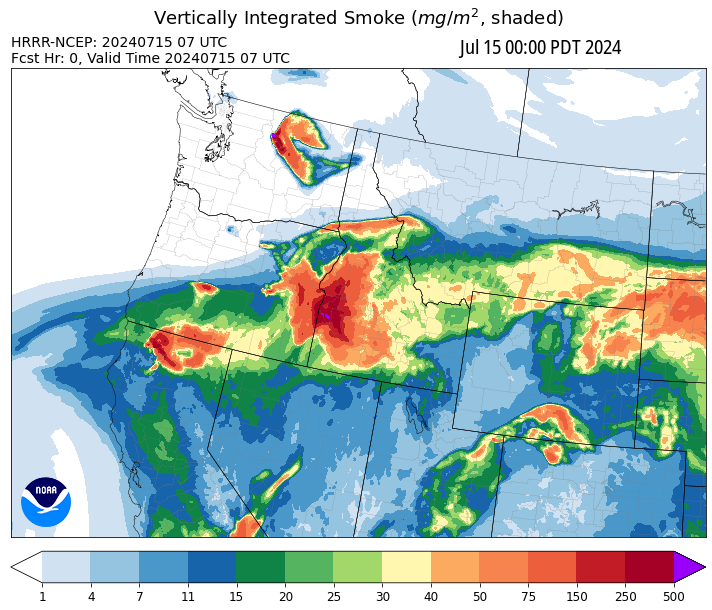 Vertically Integrated Smoke (mg/m², shaded)
HRRR-NCEP: 20240715 07 UTC
Jul 15 00:00 PDT 2024
Fcst Hr: 0, Valid Time 20240715 07 UTC
NOAA
1 4 7 11 15 20 25 30 40 50 75 150 250 500